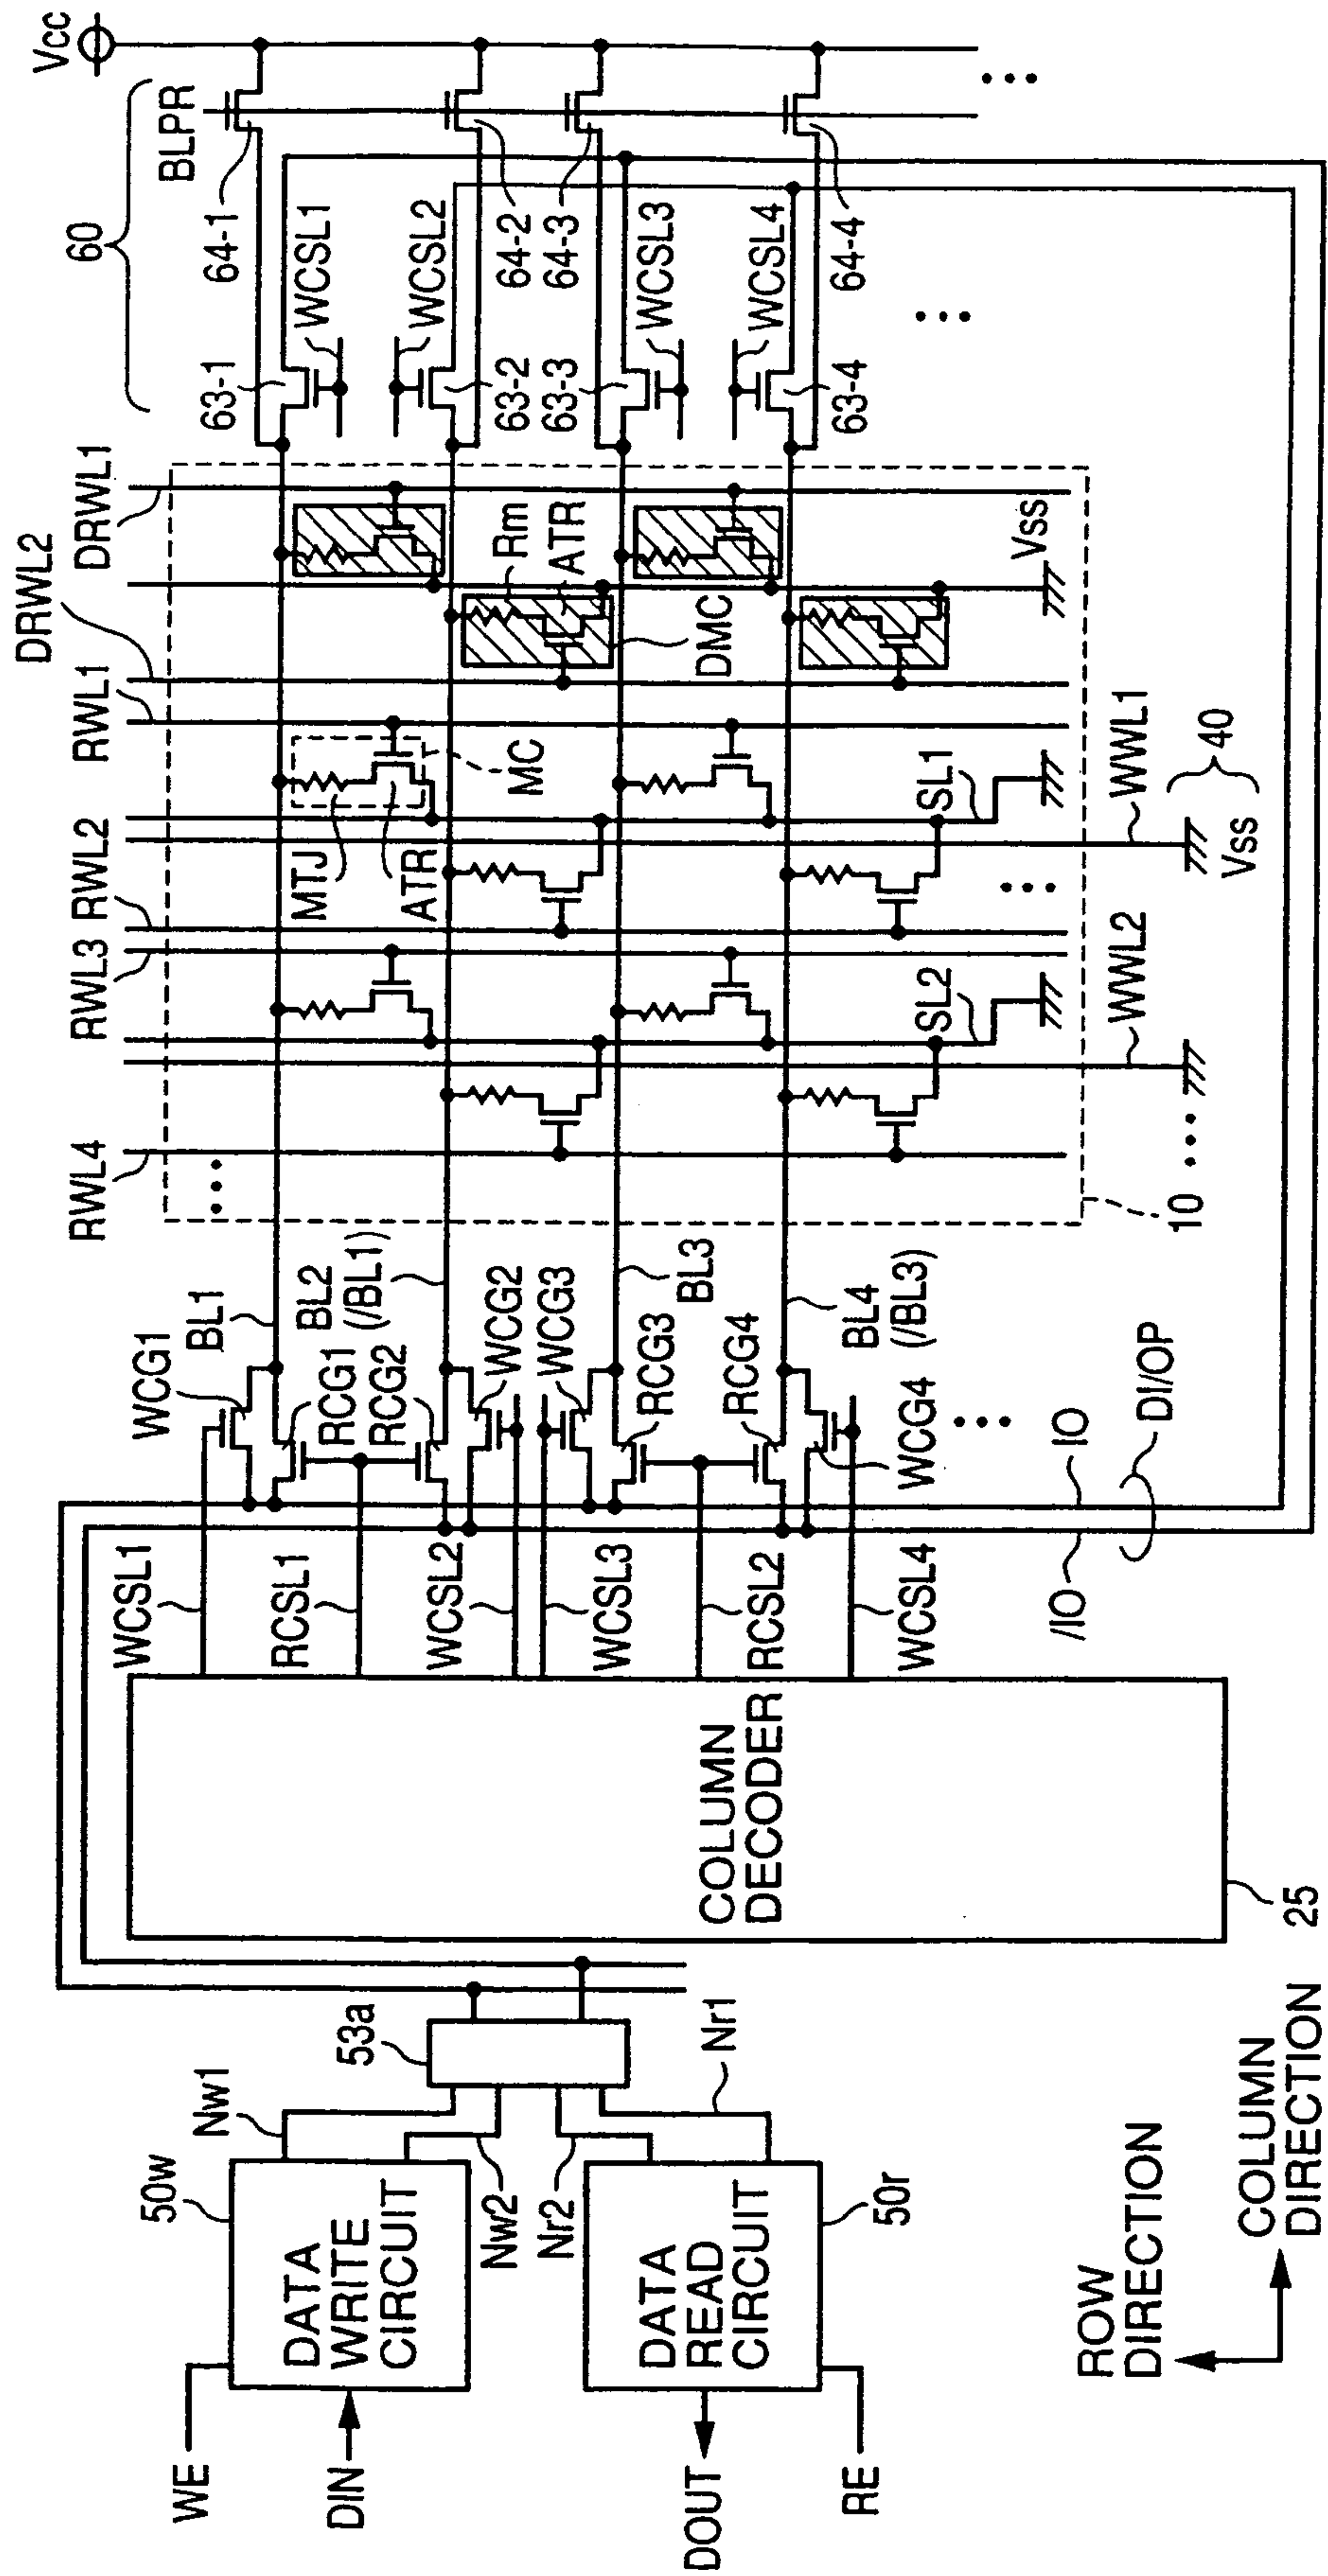 Vcc
60
BLPR
64-1
63-1
WCSL1
WCSL2
64-2
63-2
64-3
63-3
WCSL3
WCSL4
64-4
63-4
DRWL1
DRWL2
RWL1
RWL2
RWL3
RWL4
Rm
ATR
DMC
Vss
MTJ
ATR
MC
SL1
SL2
WWL1
40
Vss
WWL2
10
BL1
BL2
(/BL1)
BL3
BL4
(/BL3)
WCG1
RCG1
RCG2
WCG2
WCG3
RCG3
RCG4
WCG4
IO
/IO
DI/OP
WCSL1
RCSL1
WCSL2
WCSL3
RCSL2
WCSL4
COLUMN
DECODER
25
53a
Nw1
Nw2
Nr2
Nr1
50w
DATA
WRITE
CIRCUIT
DATA
READ
CIRCUIT
50r
WE
DIN
DOUT
RE
ROW
DIRECTION
COLUMN
DIRECTION